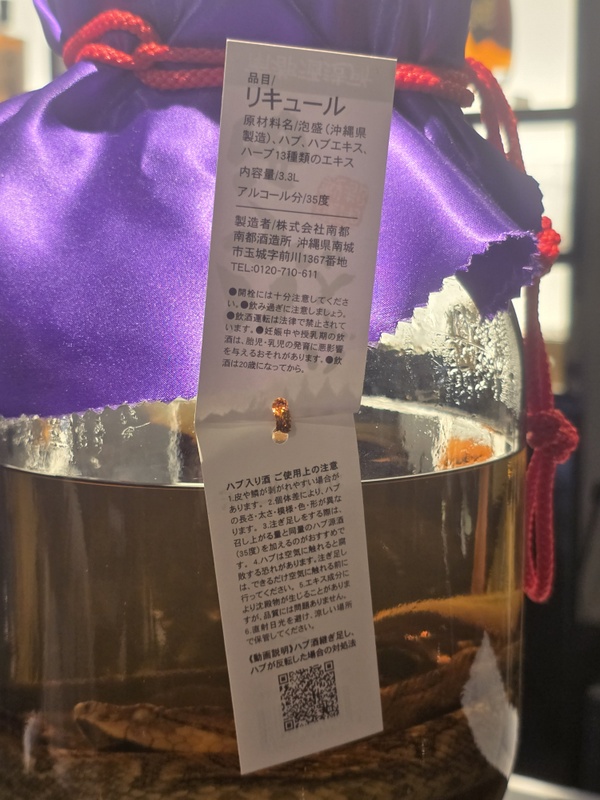 品目/
リキュール
原材料名/泡盛（沖縄県
製造）、ハブ、ハブエキス、
ハーブ13種類のエキス
内容量/3.3L
アルコール分/35度
製造者/株式会社南都
南都酒造所 沖縄県南城
市玉城字前川1367番地
TEL:0120-710-611
●開栓には十分注意してくださ
い。●飲み過ぎに注意しましょう。
●飲酒運転は法律で禁止されて
います。●妊娠中や授乳期の飲
酒は、胎児・乳児の発育に悪影響
を与えるおそれがあります。●飲
酒は20歳になってから。
ハブ入り酒 ご使用上の注意
1.皮や鱗が剥がれやすい場合が
あります。2.個体差により、ハブ
の長さ・太さ・模様・色・形が異な
ります。3.注ぎ足しをする際は、
召し上がる量と同量のハブ源酒
(35度)を加えるのがおすすめで
す。4.ハブは空気に触れると腐
敗する恐れがあります。注ぎ足し
は、できるだけ空気に触れる前に
行ってください。5.エキス成分に
より沈殿物が生じることがありま
すが、品質には問題ありません。
6.直射日光を避け、涼しい場所
で保管してください。
《動画説明》ハブ酒継ぎ足し、
ハブが反転した場合の対処法